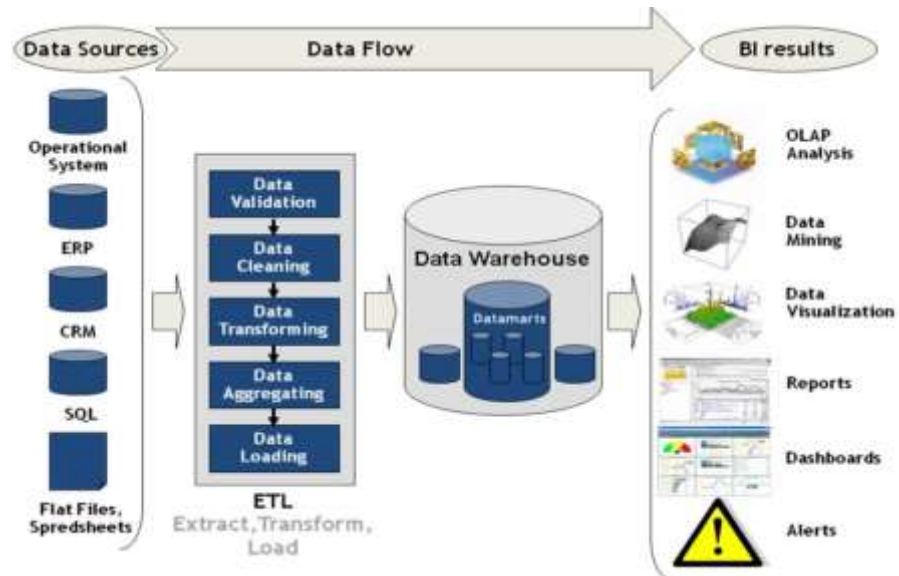 Data Sources
Data Flow
BI results
Operational
System
ERP
CRM
SQL
Flat Files,
Spredsheets
Data
Validation
Data
Cleaning
Data
Transforming
Data
Aggregating
Data
Loading
ETL
Extract,Transform,
Load
Data Warehouse
Datamarts
OLAP
Analysis
Data
Mining
Data
Visualization
Reports
Dashboards
Alerts